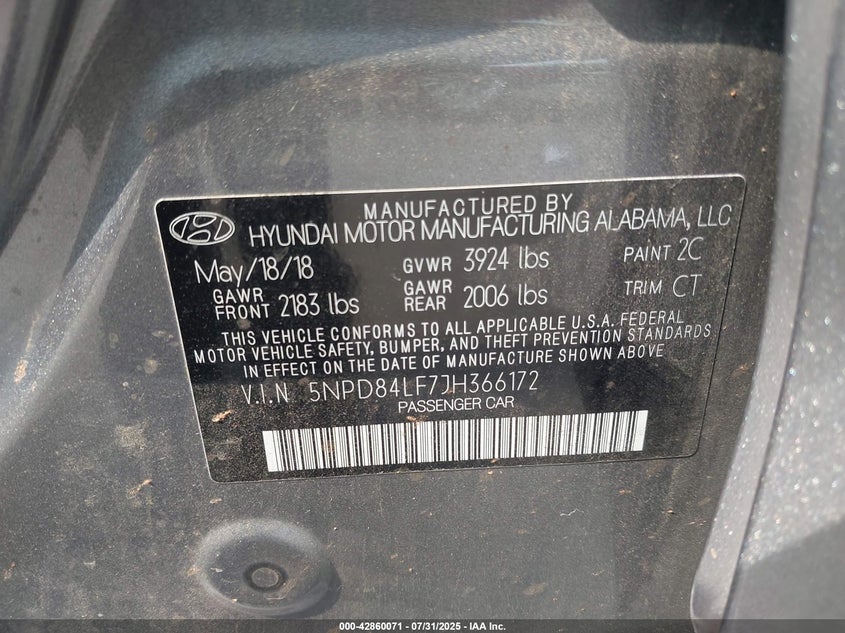 MANUFACTURED BY
HYUNDAI MOTOR MANUFACTURING ALABAMA, LLC
May/18/18 GVWR 3924 lbs PAINT 2C
GAWR FRONT 2183 lbs GAWR REAR 2006 lbs TRIM CT
THIS VEHICLE CONFORMS TO ALL APPLICABLE U.S.A. FEDERAL
MOTOR VEHICLE SAFETY, BUMPER, AND THEFT PREVENTION STANDARDS
IN EFFECT ON THE DATE OF MANUFACTURE SHOWN ABOVE.
V.I.N 5NPD84LF7JH366172
PASSENGER CAR
000-42860071 - 07/31/2025 - IAA Inc.